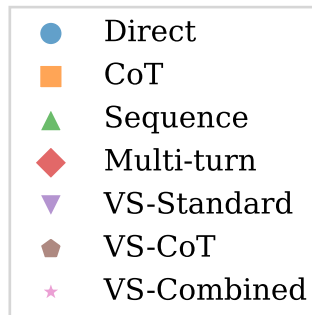 Direct
CoT
Sequence
Multi-turn
VS-Standard
VS-CoT
VS-Combined